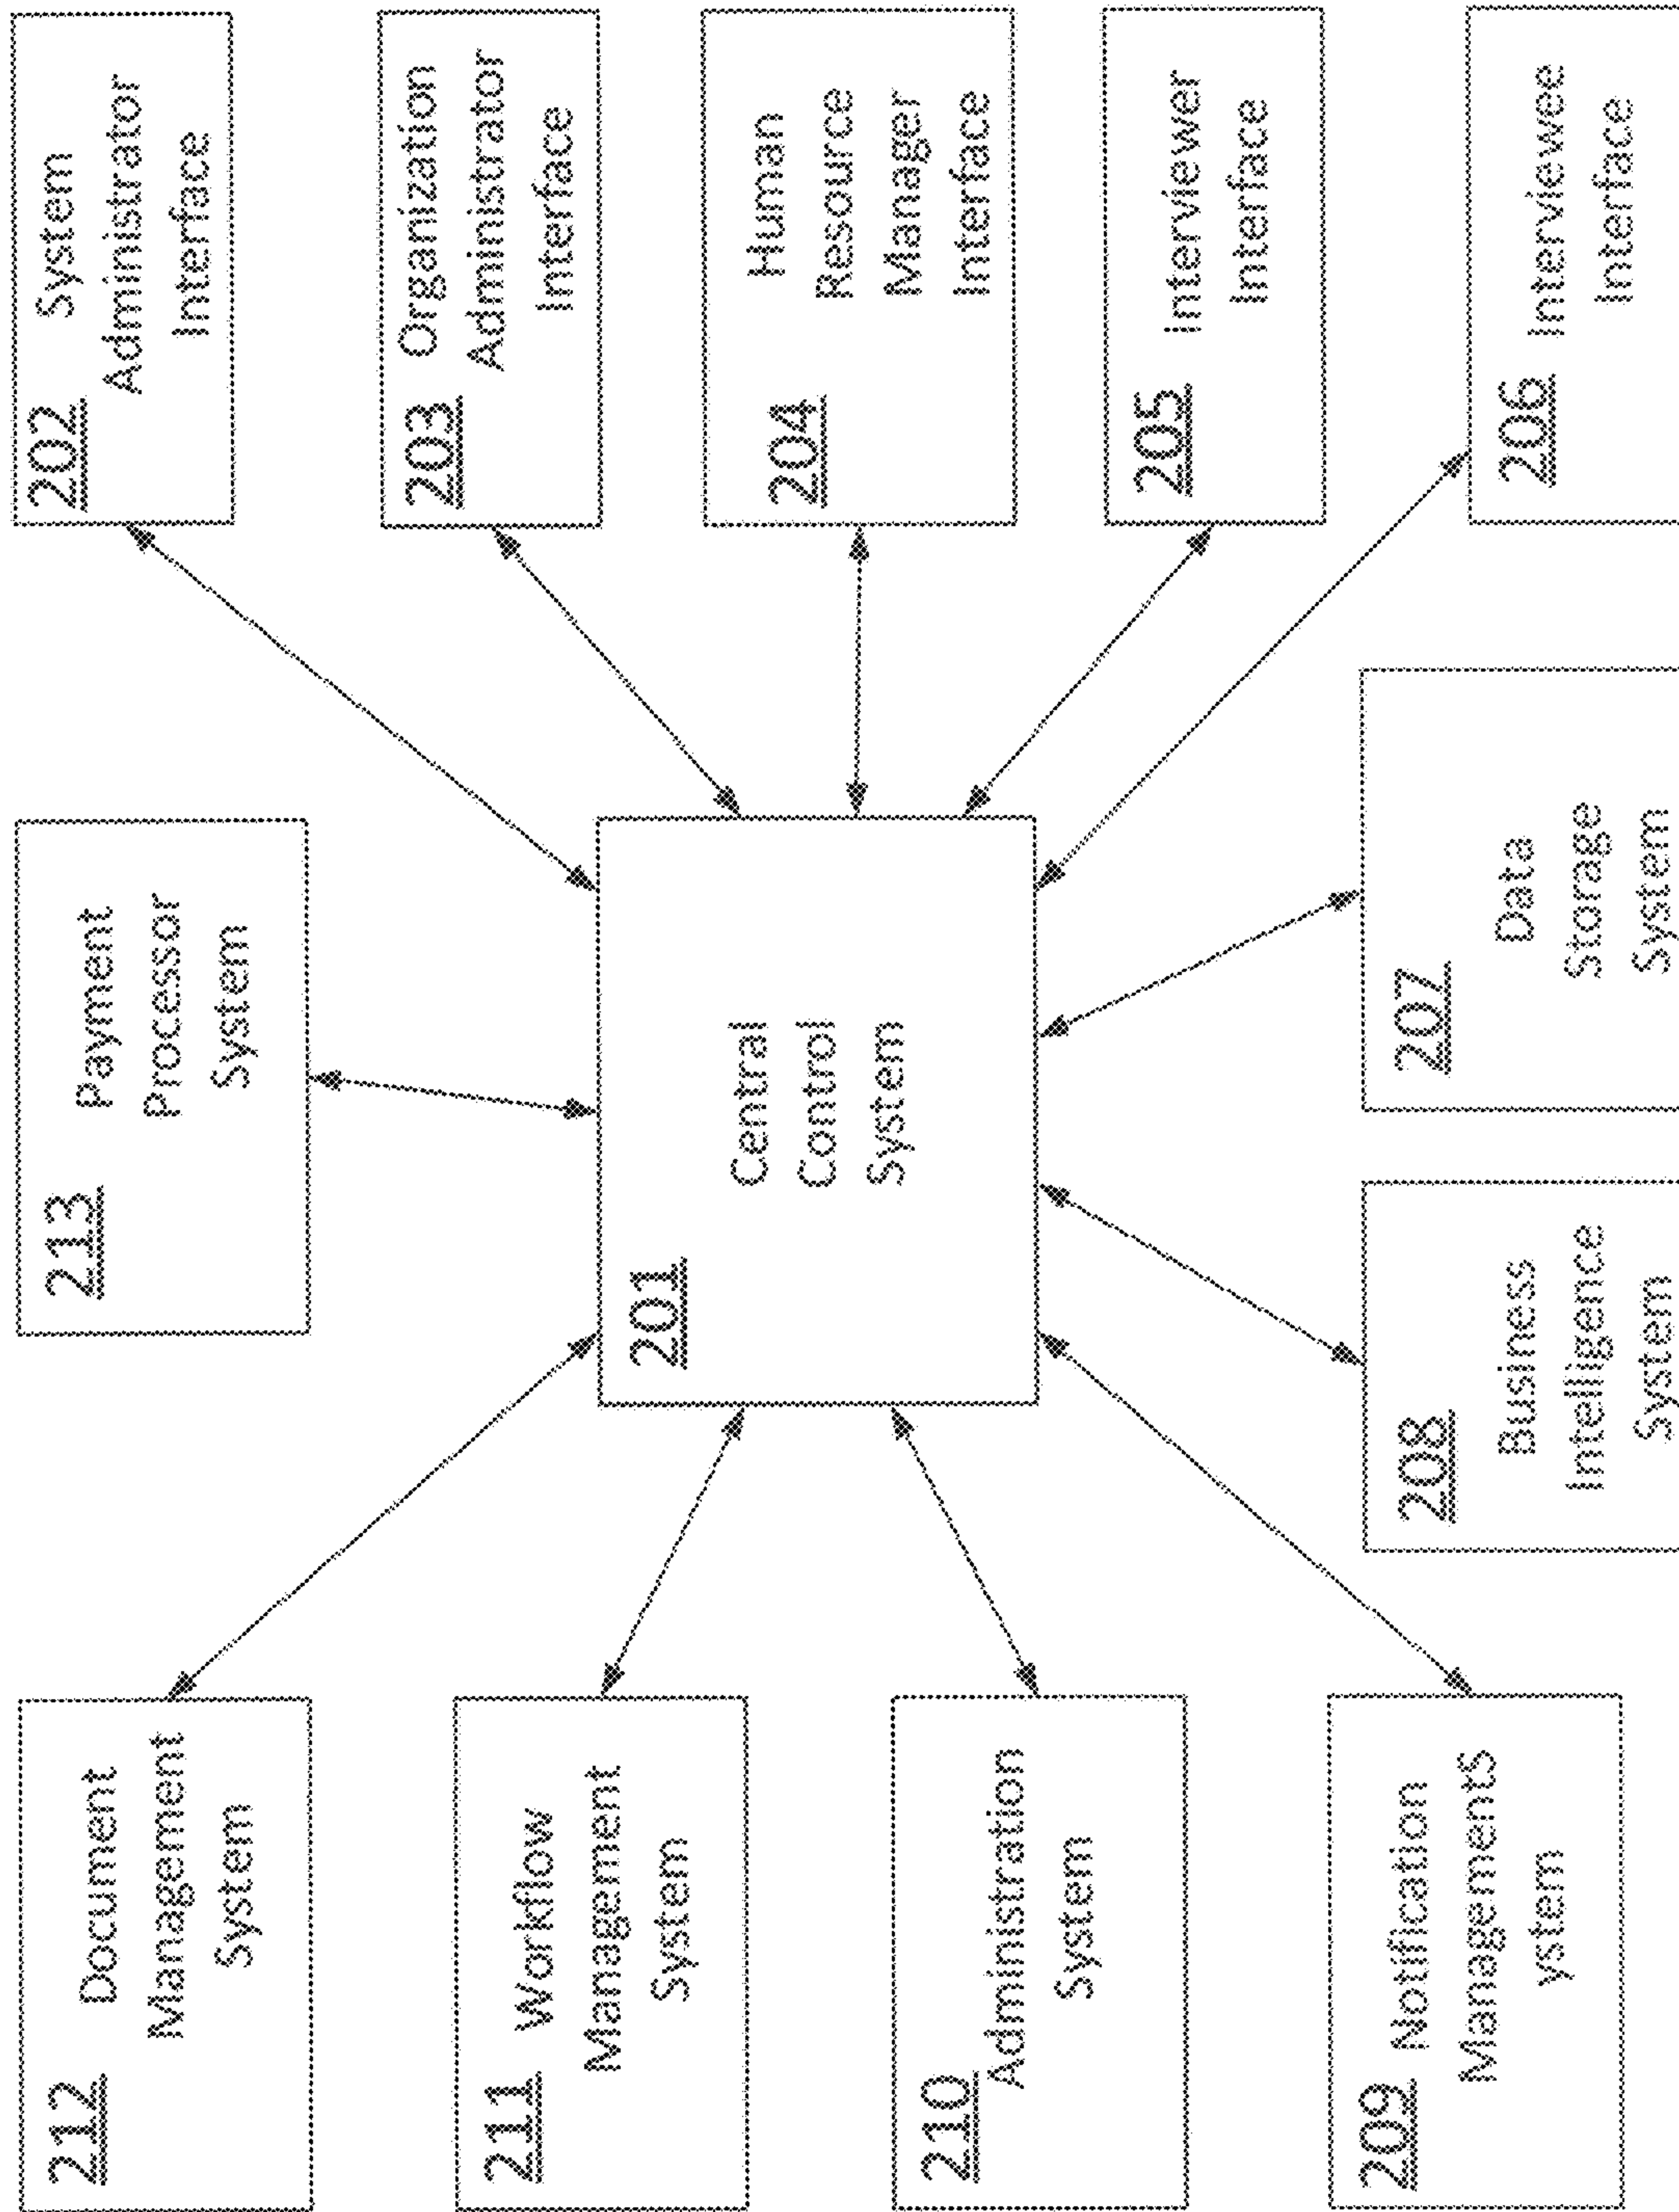 212 Document
Management
System
213 Payment
Processor
System
202 System
Administrator
Interface
211 Workflow
Management
System
203 Organization
Administrator
Interface
201
Central
Control
System
204 Human
Resource
Manager
Interface
210
Administration
System
205 Interviewer
Interface
209 Notification
ManagementS
ystem
208 Business
Intelligence
System
207 Data
Storage
System
206 Interviewee
Interface